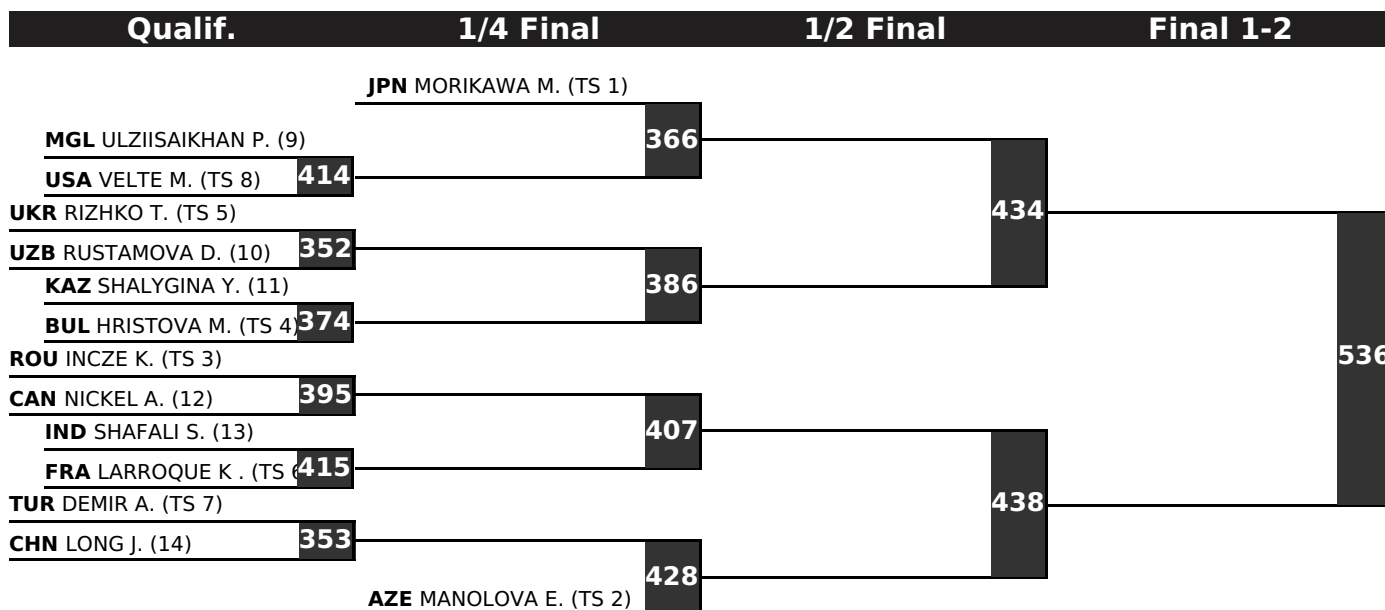 Qualif. 1/4 Final 1/2 Final Final 1-2
JPN MORIKAWA M. (TS 1)
366
MGL ULZIISAIKHAN P. (9)
414
USA VELTE M. (TS 8)
434
UKR RIZHKO T. (TS 5)
352
UZB RUSTAMOVA D. (10)
386
KAZ SHALYGINA Y. (11)
374
BUL HRISTOVA M. (TS 4)
536
ROU INCZE K. (TS 3)
395
CAN NICKEL A. (12)
407
IND SHAFALI S. (13)
415
FRA LARROQUE K . (TS 6
438
TUR DEMIR A. (TS 7)
353
CHN LONG J. (14)
428
AZE MANOLOVA E. (TS 2)